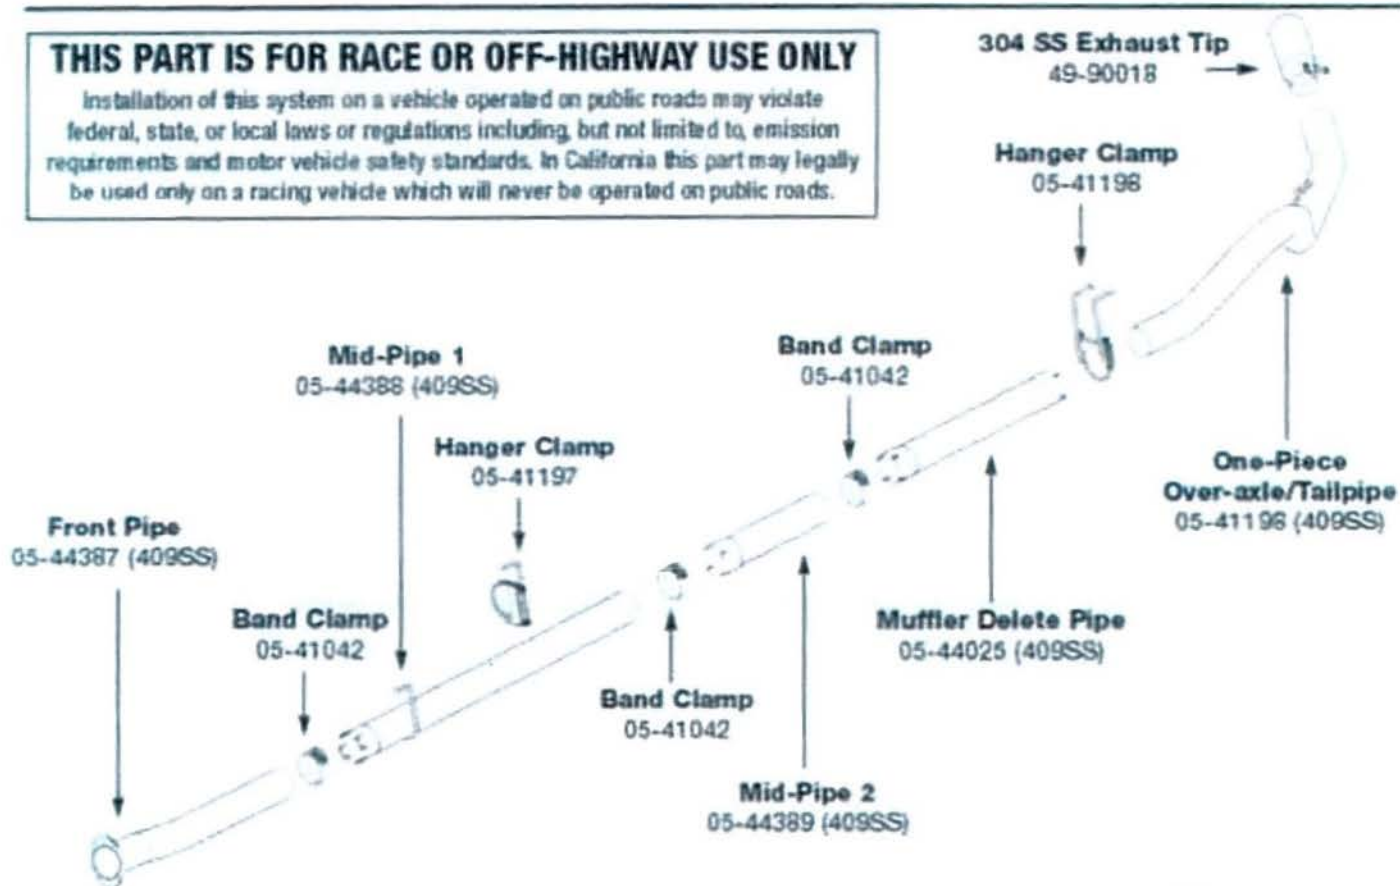 THIS PART IS FOR RACE OR OFF-HIGHWAY USE ONLY
Installation of this system on a vehicle operated on public roads may violate
federal, state, or local laws or regulations including, but not limited to, emission
requirements and motor vehicle safety standards. In California this part may legally
be used only on a racing vehicle which will never be operated on public roads.
304 SS Exhaust Tip
49-90018
Hanger Clamp
05-41198
Band Clamp
05-41042
Mid-Pipe 1
05-44388 (409SS)
Hanger Clamp
05-41197
One-Piece
Over-axle/Tailpipe
05-41196 (409SS)
Front Pipe
05-44387 (409SS)
Band Clamp
05-41042
Muffler Delete Pipe
05-44025 (409SS)
Band Clamp
05-41042
Mid-Pipe 2
05-44389 (409SS)